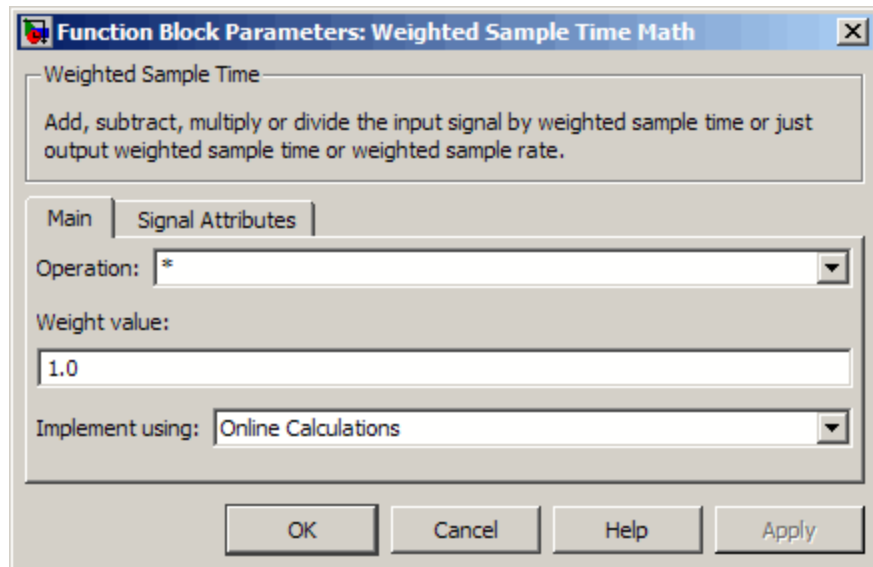 Function Block Parameters: Weighted Sample Time Math
Weighted Sample Time
Add, subtract, multiply or divide the input signal by weighted sample time or just
output weighted sample time or weighted sample rate.
Main Signal Attributes
Operation: *
Weight value:
1.0
Implement using: Online Calculations
OK Cancel Help Apply